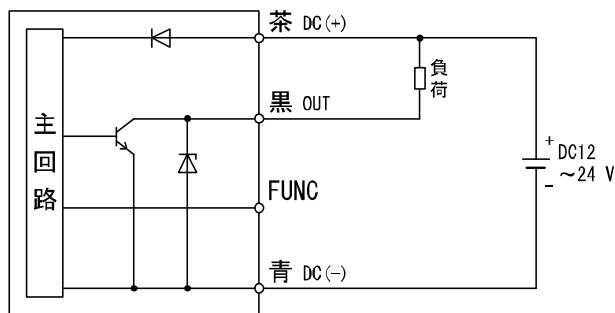 茶 DC(+)
負荷
黒 OUT
主回路
+
DC12
～24 V
-
FUNC
青 DC(-)